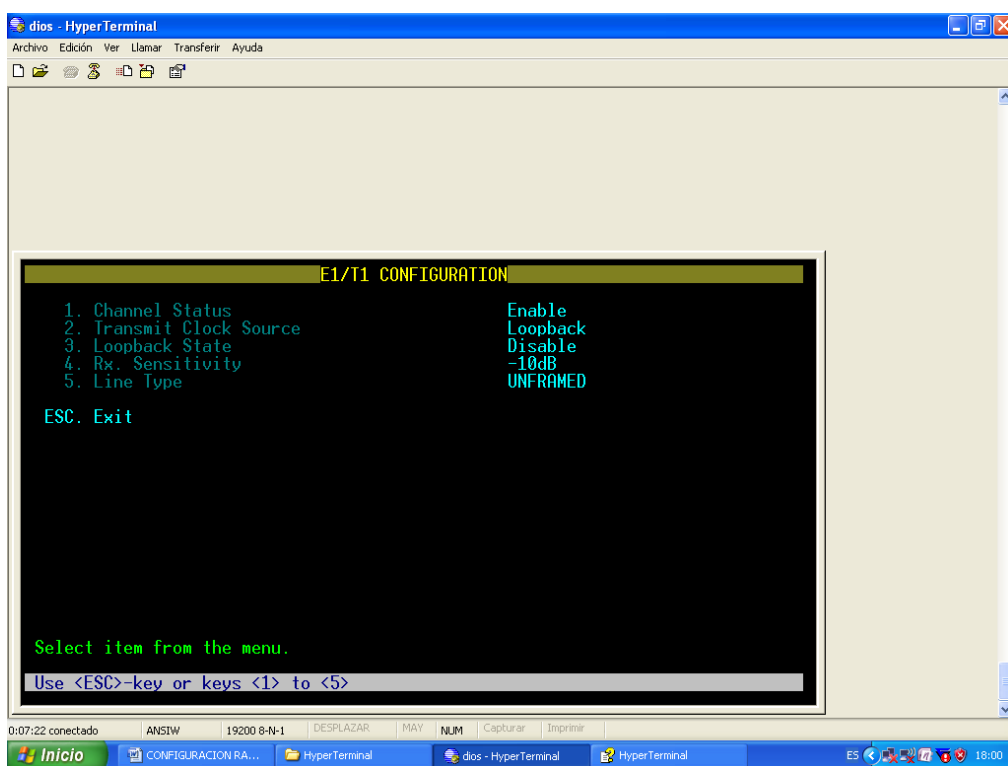 dios - HyperTerminal
Archivo Edición Ver Llamar Transferir Ayuda
E1/T1 CONFIGURATION
1. Channel Status Enable
2. Transmit Clock Source Loopback
3. Loopback State Disable
4. Rx. Sensitivity -10dB
5. Line Type UNFRAMED
ESC. Exit
Select item from the menu.
Use <ESC>-key or keys <1> to <5>
0:07:22 conectado ANSIW 19200 8-N-1 DESPLAZAR MAY NUM Capturar Imprimir
Inicio CONFIGURACION RA... HyperTerminal dios - HyperTerminal HyperTerminal ES 18:00